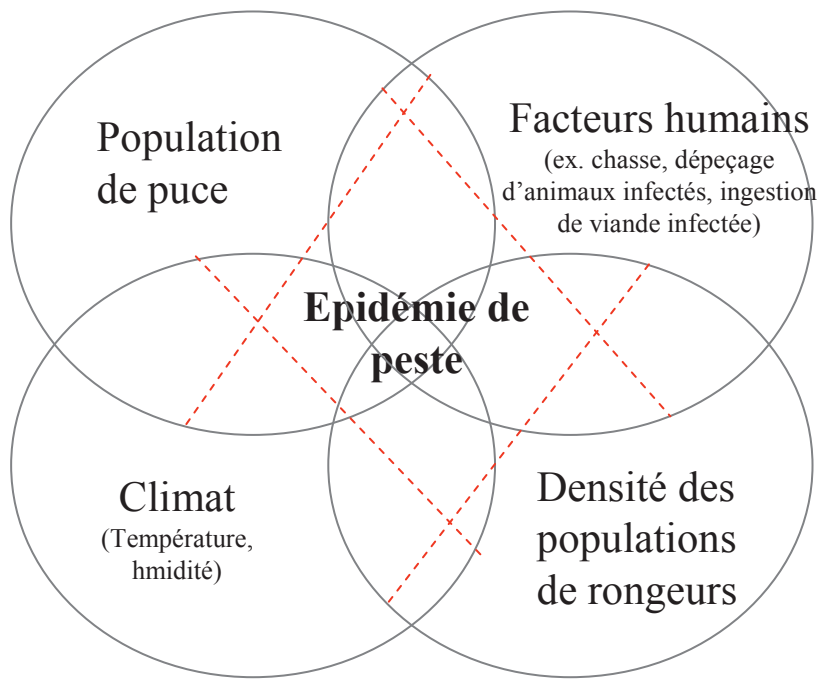 Population
de puce
Facteurs humains
(ex. chasse, dépeçage
d'animaux infectés, ingestion
de viande infectée)
Epidémie de
peste
Climat
(Température,
hmidité)
Densité des
populations
de rongeurs